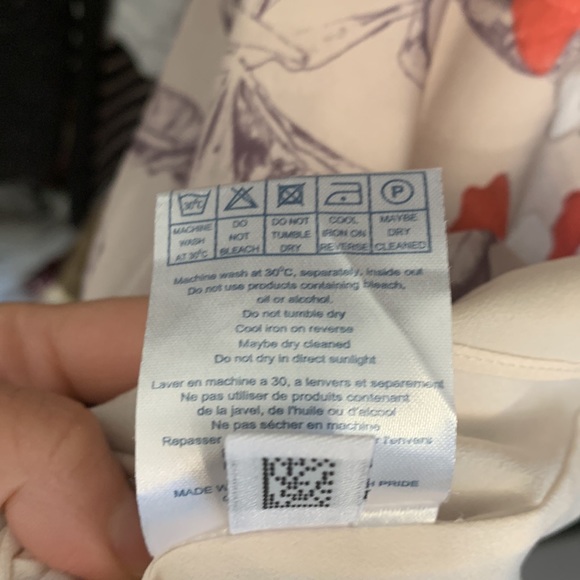 30°C P
MACHINE WASH AT 30°C
DO NOT BLEACH
DO NOT TUMBLE DRY
COOL IRON ON REVERSE
MAYBE DRY CLEANED
Machine wash at 30°C, separately, inside out
Do not use products containing bleach,
oil or alcohol.
Do not tumble dry
Cool iron on reverse
Maybe dry cleaned
Do not dry in direct sunlight
Laver en machine a 30, a lenvers et separement
Ne pas utiliser de produits contenant
de la javel, de l'huile ou d'alcool
Ne pas sécher en machine
Repasser r l'envers
MADE PRIDE